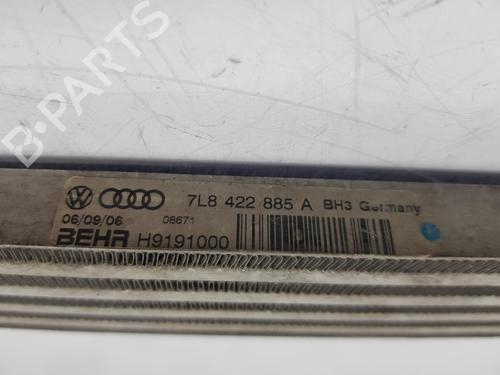 B-PARTS
7L8 422 885 A BH3 Germany
06/09/06 08671
BEHR H9191000